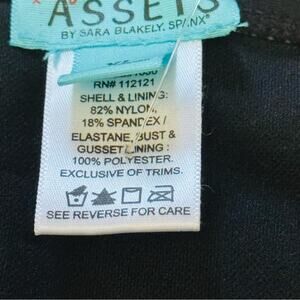 ASSETS
BY SARA BLAKELY. SPANX®
RN# 112121
SHELL & LINING:
82% NYLON,
18% SPANDEX /
ELASTANE, BUST &
GUSSET LINING :
100% POLYESTER.
EXCLUSIVE OF TRIMS.
SEE REVERSE FOR CARE